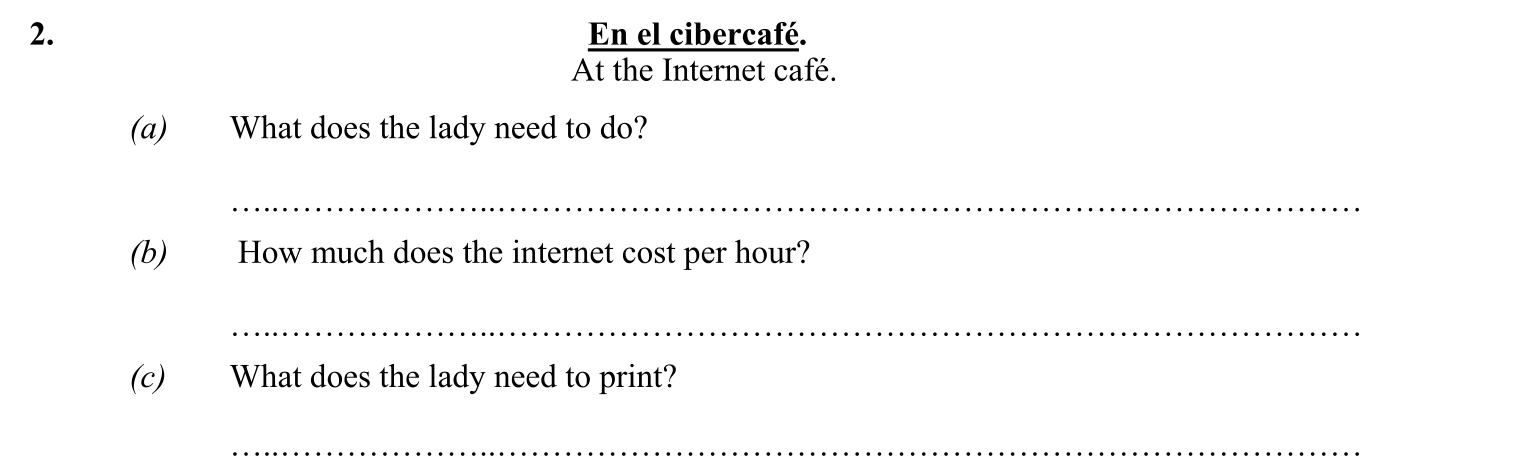 2. En el cibercafé.
At the Internet café.
(a) What does the lady need to do?
…..…………………..……………………………………………………………………………
(b) How much does the internet cost per hour?
…..…………………..……………………………………………………………………………
(c) What does the lady need to print?
…..…………………..……………………………………………………………………………